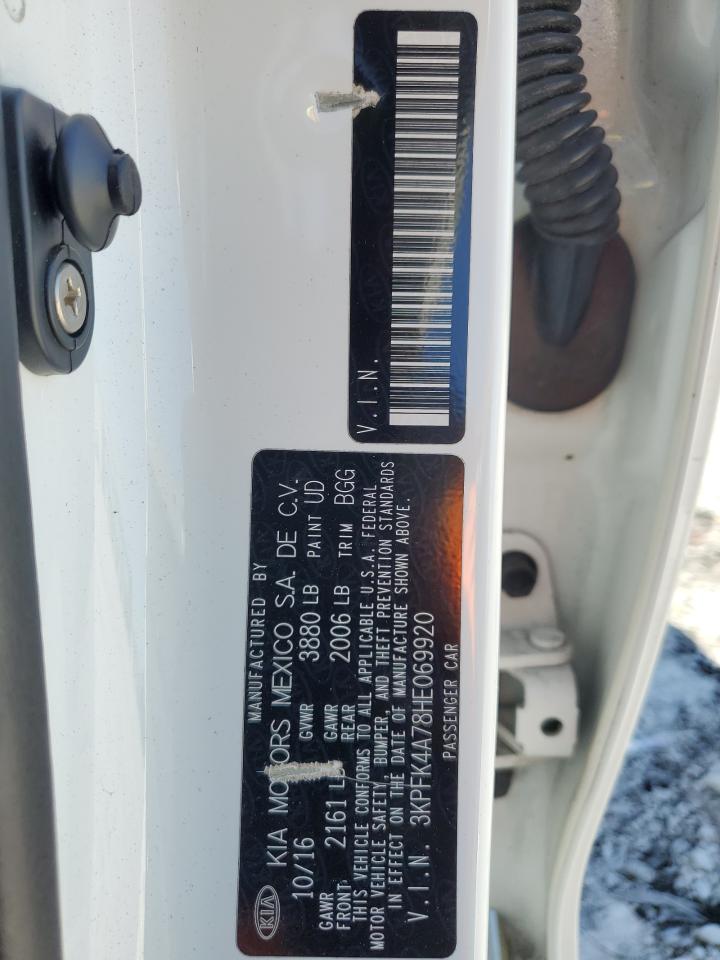 V.I.N.
MANUFACTURED BY
KIA KIA MOTORS MEXICO S.A. DE C.V.
10/16 GVWR 3880 LB PAINT UD
GAWR FRONT: 2161 LB GAWR REAR 2006 LB TRIM BGG
THIS VEHICLE CONFORMS TO ALL APPLICABLE U.S.A. FEDERAL
MOTOR VEHICLE SAFETY, BUMPER, AND THEFT PREVENTION STANDARDS
IN EFFECT ON THE DATE OF MANUFACTURE SHOWN ABOVE.
V.I.N. 3KPFK4A78HE069920
PASSENGER CAR